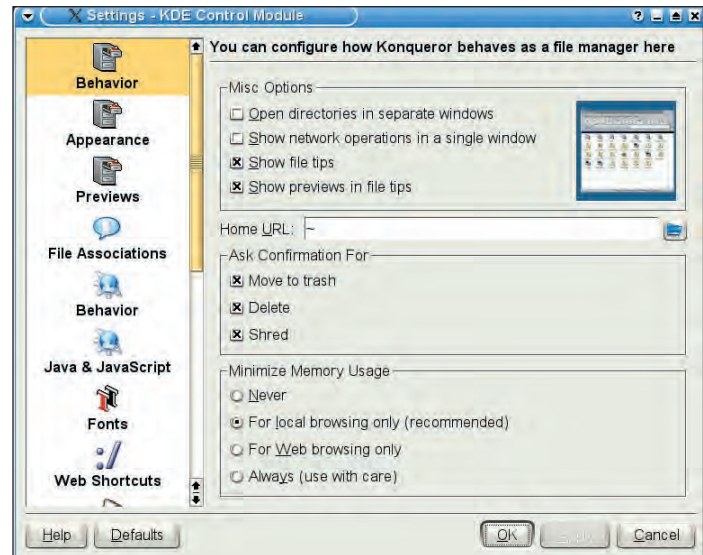 Settings - KDE Control Module
Behavior
Appearance
Previews
File Associations
Behavior
Java & JavaScript
Fonts
Web Shortcuts
You can configure how Konqueror behaves as a file manager here
Misc Options
Open directories in separate windows
Show network operations in a single window
Show file tips
Show previews in file tips
Home URL: ~
Ask Confirmation For
Move to trash
Delete
Shred
Minimize Memory Usage
Never
For local browsing only (recommended)
For Web browsing only
Always (use with care)
Help
Defaults
OK
Apply
Cancel